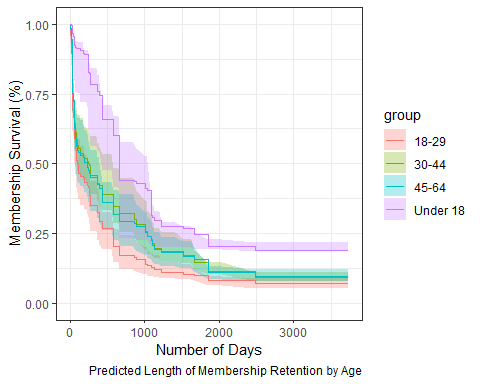 1.00
0.75
0.50
0.25
0.00
Membership Survival (%)
0
1000
2000
3000
Number of Days
Predicted Length of Membership Retention by Age
group
18-29
30-44
45-64
Under 18